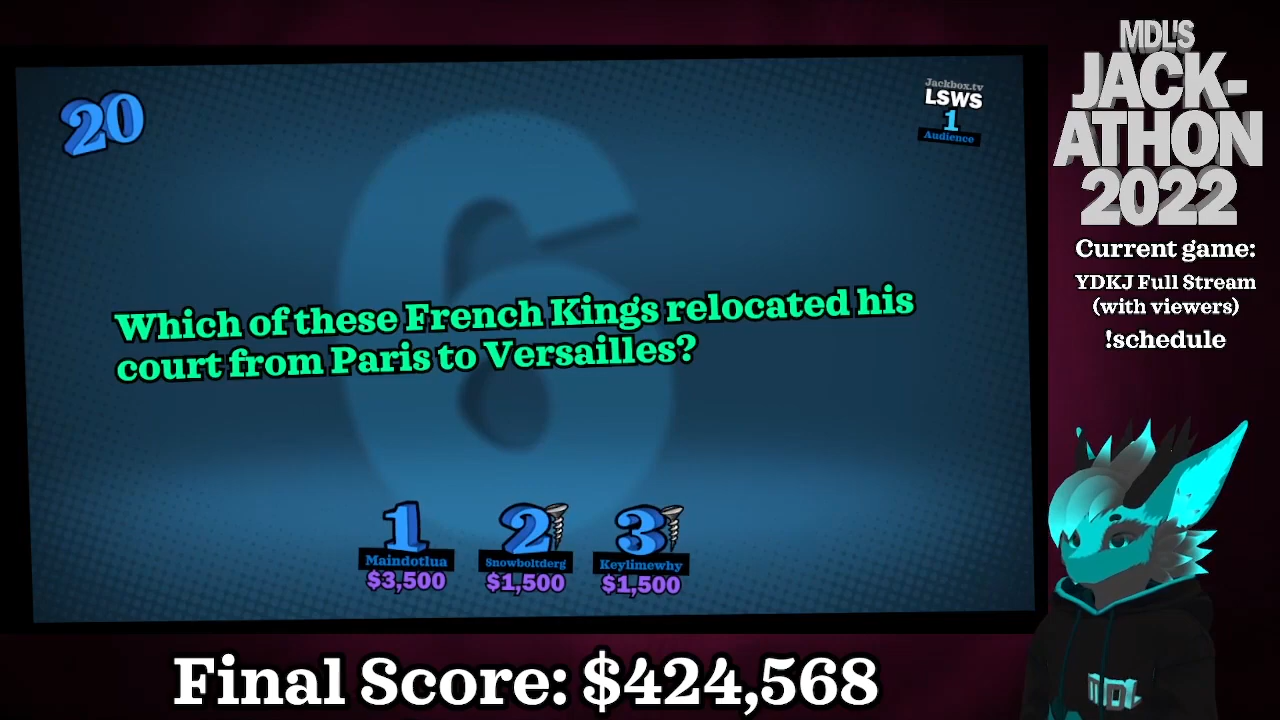 20
Jackbox.tv
LSWS
1
Audience
6
Which of these French Kings relocated his
court from Paris to Versailles?
1
Maindotlua
$3,500
2
Snowboltderg
$1,500
3
Keylimewhy
$1,500
Final Score: $424,568
MDL'S
JACK-
ATHON
2022
Current game:
YDKJ Full Stream
(with viewers)
!schedule
MDL